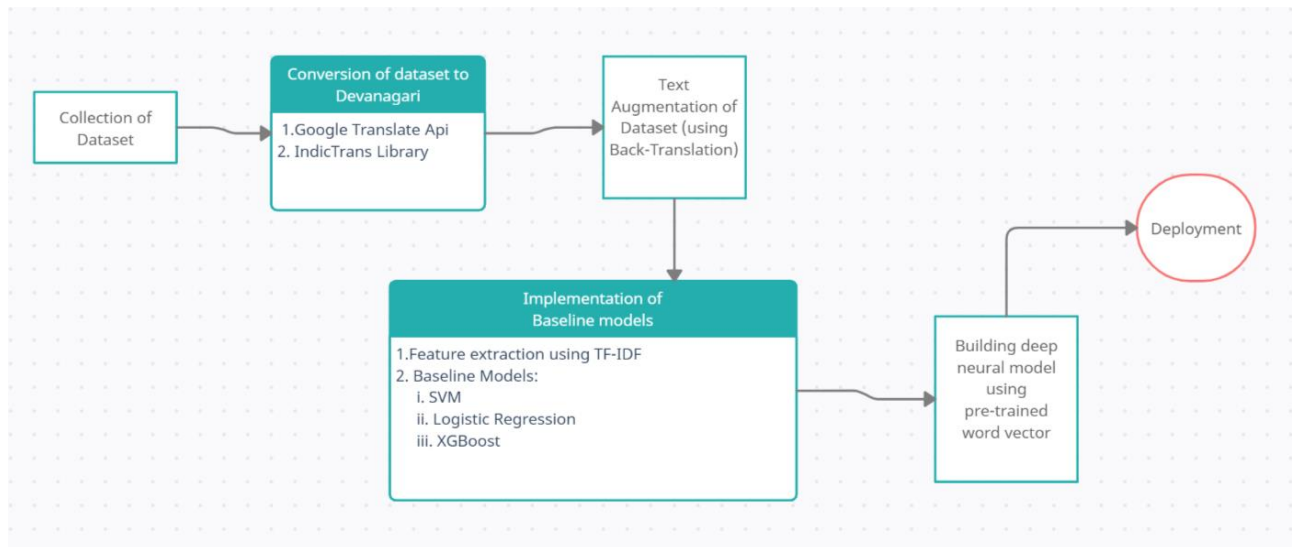 Collection of
Dataset
Conversion of dataset to
Devanagari
1.Google Translate Api
2. IndicTrans Library
Text
Augmentation of
Dataset (using
Back-Translation)
Implementation of
Baseline models
1.Feature extraction using TF-IDF
2. Baseline Models:
i. SVM
ii. Logistic Regression
iii. XGBoost
Building deep
neural model
using
pre-trained
word vector
Deployment